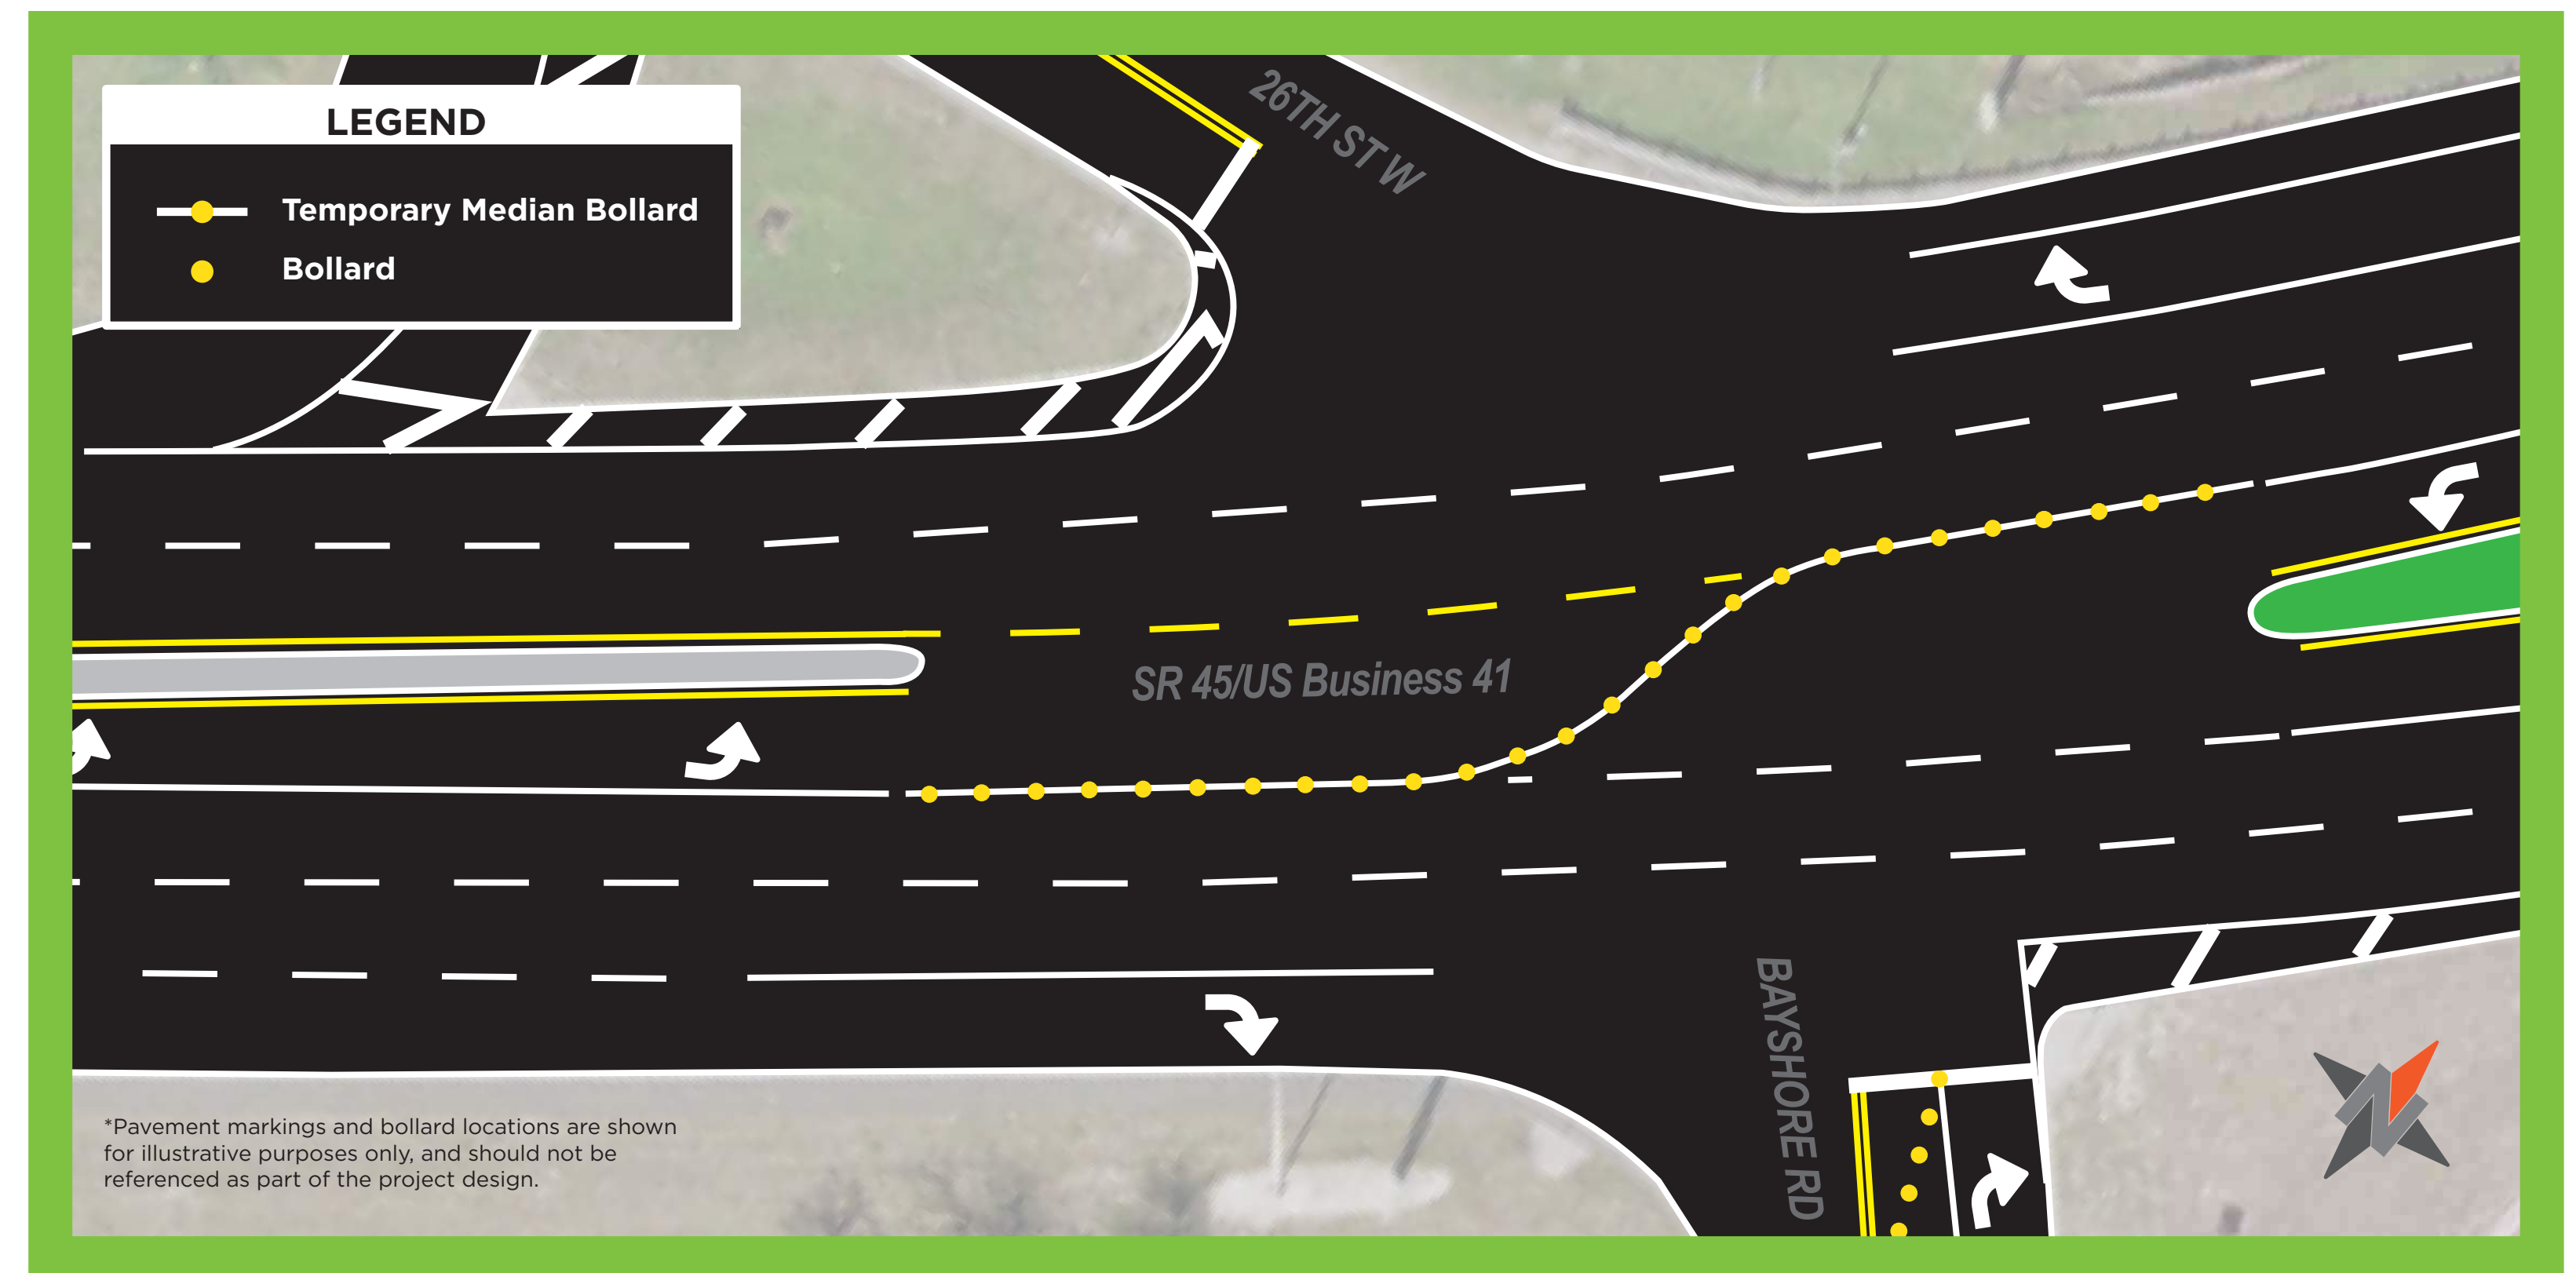 LEGEND
Temporary Median Bollard
Bollard
26TH ST W
SR 45/US Business 41
BAYSHORE RD
*Pavement markings and bollard locations are shown
for illustrative purposes only, and should not be
referenced as part of the project design.
N